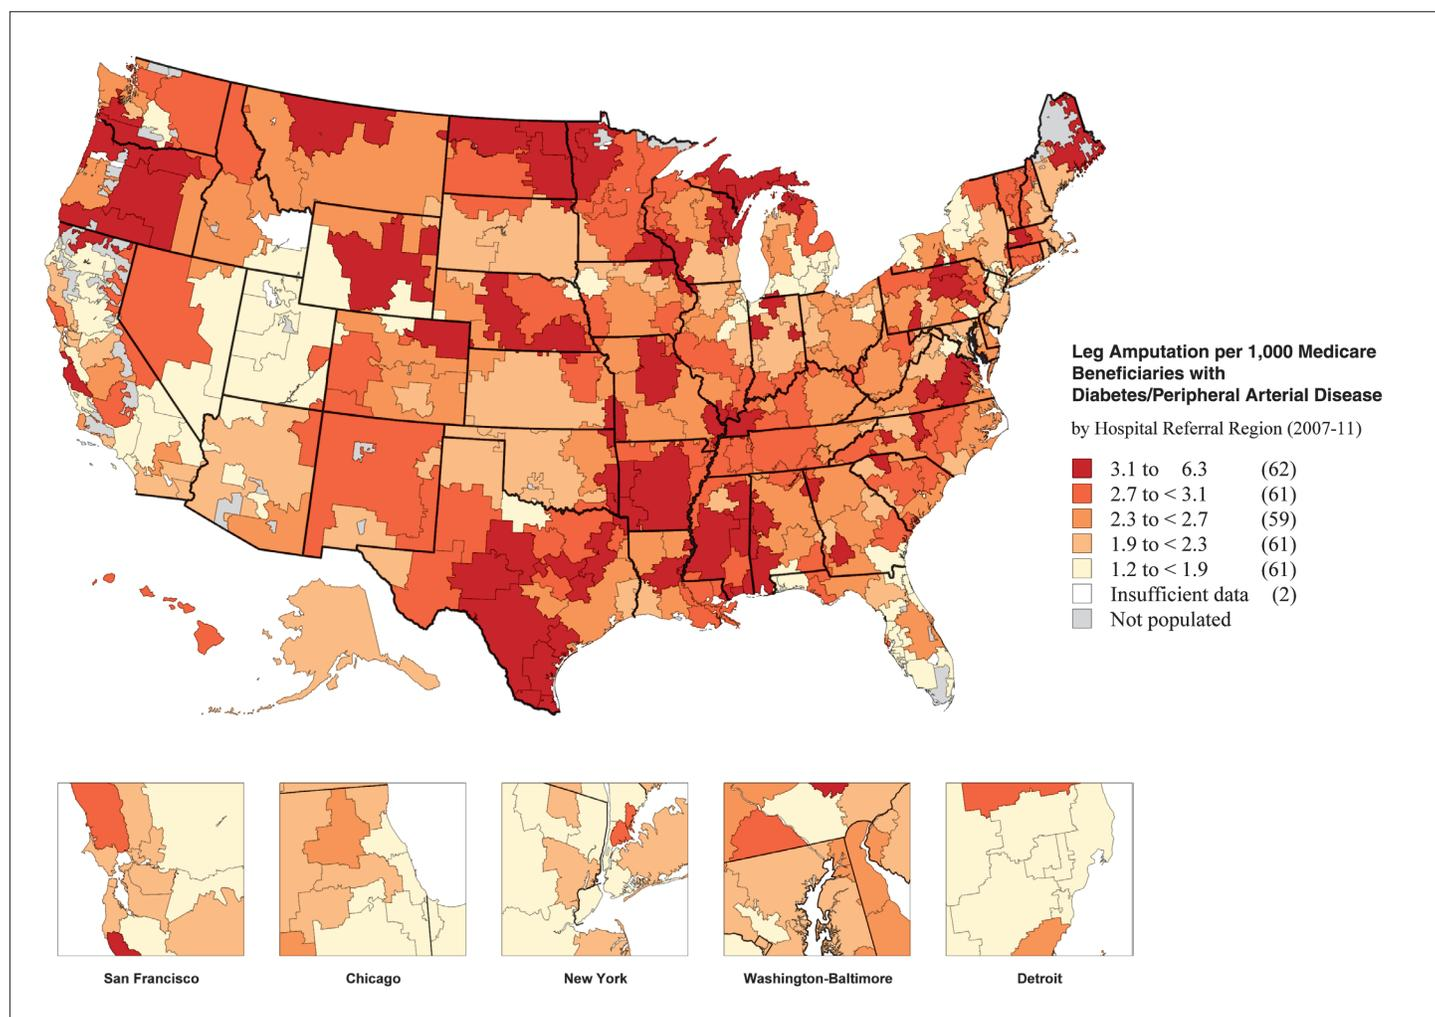 Leg Amputation per 1,000 Medicare
Beneficiaries with
Diabetes/Peripheral Arterial Disease
by Hospital Referral Region (2007-11)
3.1 to 6.3 (62)
2.7 to < 3.1 (61)
2.3 to < 2.7 (59)
1.9 to < 2.3 (61)
1.2 to < 1.9 (61)
Insufficient data (2)
Not populated
San Francisco
Chicago
New York
Washington-Baltimore
Detroit